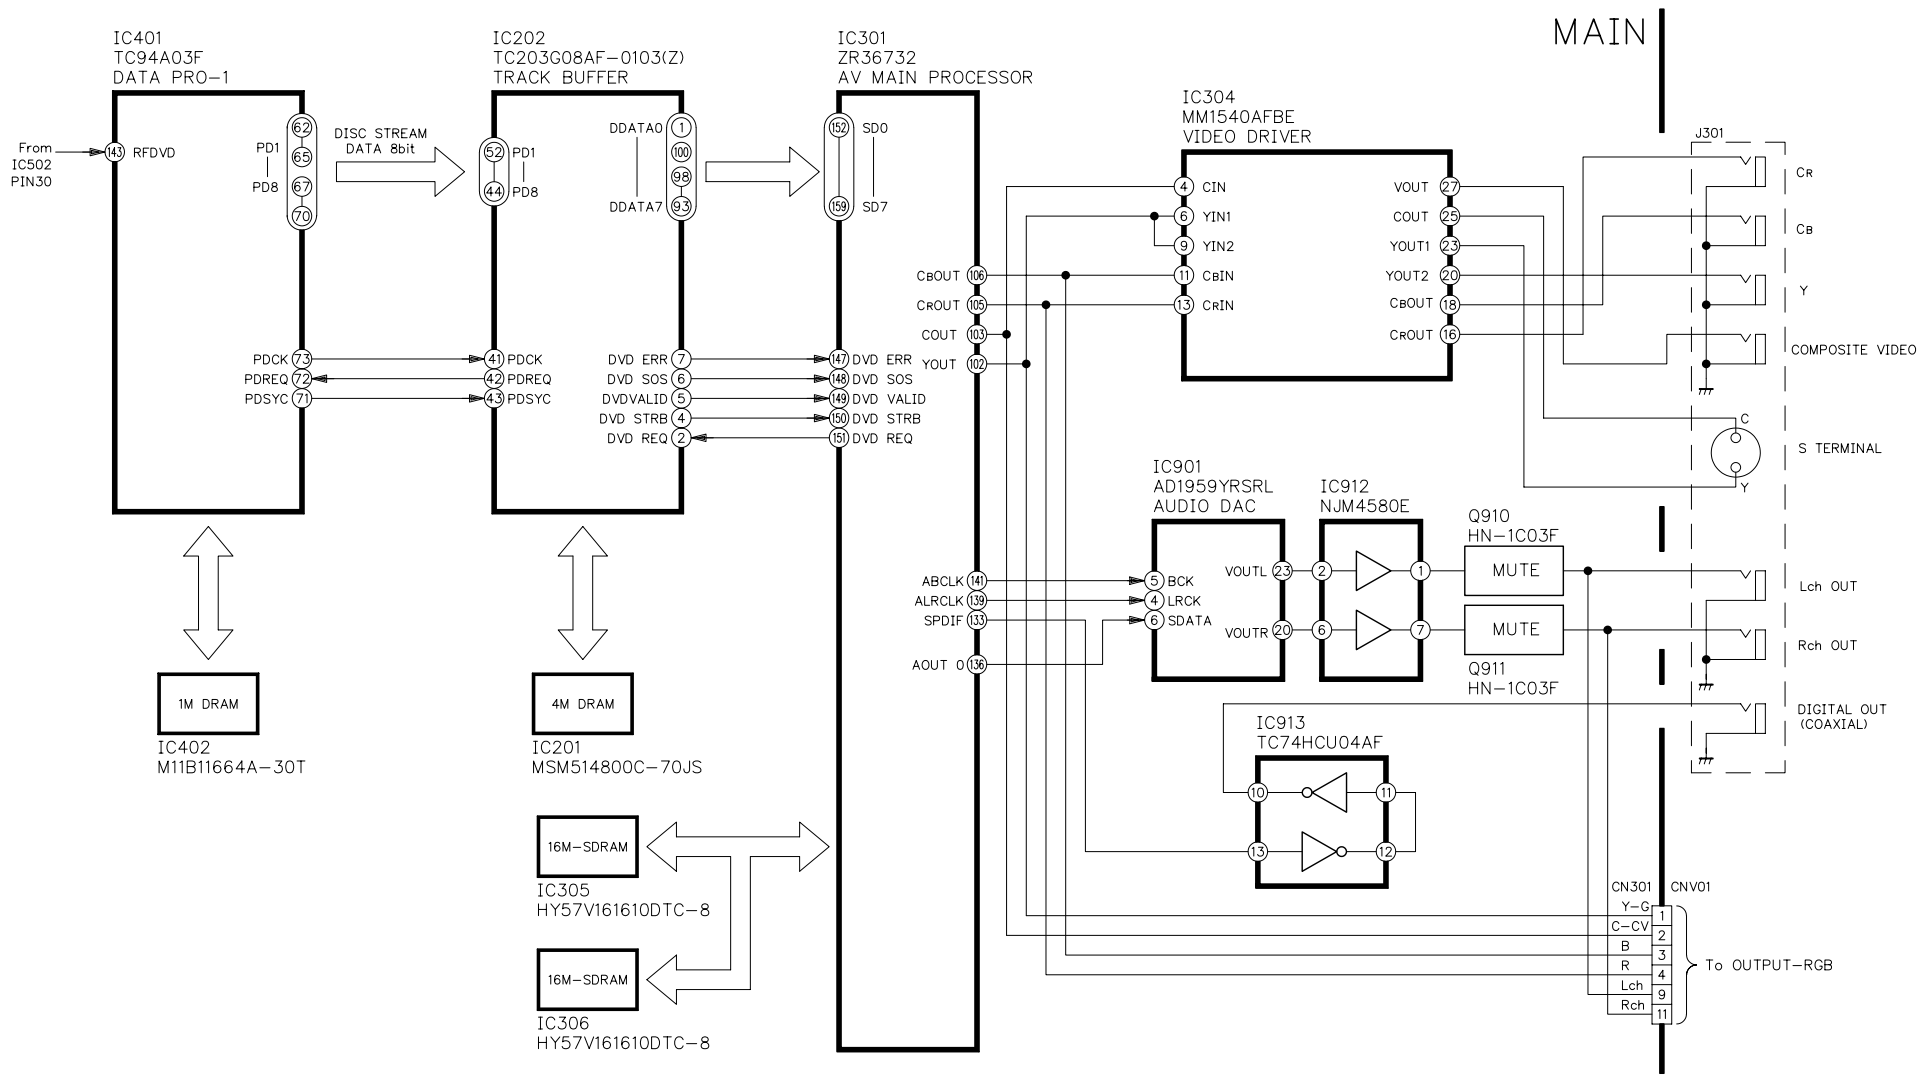 MAIN
IC401
TC94A03F
DATA PRO-1
From
IC502
PIN30
143
RFDVD
62
65
67
70
PD1
PD8
PDCK
73
PDREQ
72
PDSYC
71
DISC STREAM
DATA 8bit
1M DRAM
IC402
M11B11664A-30T
IC202
TC203G08AF-0103(Z)
TRACK BUFFER
52
PD1
44
PD8
DDATA0
1
100
98
DDATA7
93
41
PDCK
42
PDREQ
43
PDSYC
DVD ERR
7
DVD SOS
6
DVDVALID
5
DVD STRB
4
DVD REQ
2
4M DRAM
IC201
MSM514800C-70JS
16M-SDRAM
IC305
HY57V161610DTC-8
16M-SDRAM
IC306
HY57V161610DTC-8
IC301
ZR36732
AV MAIN PROCESSOR
152
SD0
159
SD7
147
DVD ERR
148
DVD SOS
149
DVD VALID
150
DVD STRB
151
DVD REQ
CBOUT
106
CROUT
105
COUT
103
YOUT
102
ABCLK
141
ALRCLK
139
SPDIF
133
AOUT 0
136
IC304
MM1540AFBE
VIDEO DRIVER
4
CIN
6
YIN1
9
YIN2
11
CBIN
13
CRIN
VOUT
27
COUT
25
YOUT1
23
YOUT2
20
CBOUT
18
CROUT
16
IC901
AD1959YRSRL
AUDIO DAC
5
BCK
4
LRCK
6
SDATA
VOUTL
23
VOUTR
20
IC912
NJM4580E
2
1
6
7
Q910
HN-1C03F
MUTE
MUTE
Q911
HN-1C03F
IC913
TC74HCU04AF
10
11
13
12
J301
CR
CB
Y
COMPOSITE VIDEO
C
S TERMINAL
Y
Lch OUT
Rch OUT
DIGITAL OUT
(COAXIAL)
CN301
CNV01
Y-G
1
C-CV
2
B
3
R
4
Lch
9
Rch
11
To OUTPUT-RGB